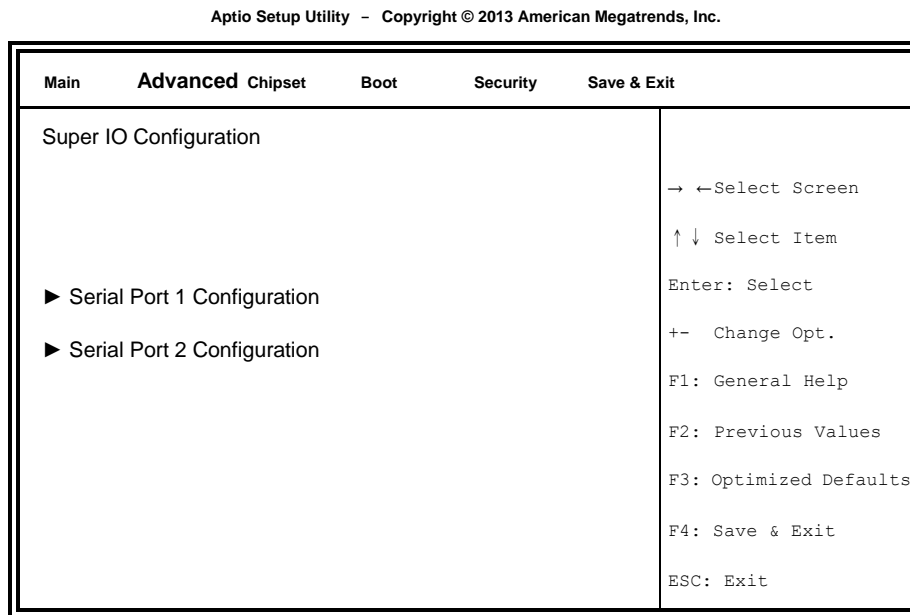 Aptio Setup Utility – Copyright © 2013 American Megatrends, Inc.
Main Advanced Chipset Boot Security Save & Exit
Super IO Configuration
► Serial Port 1 Configuration
► Serial Port 2 Configuration
→ ←Select Screen
↑↓ Select Item
Enter: Select
+- Change Opt.
F1: General Help
F2: Previous Values
F3: Optimized Defaults
F4: Save & Exit
ESC: Exit